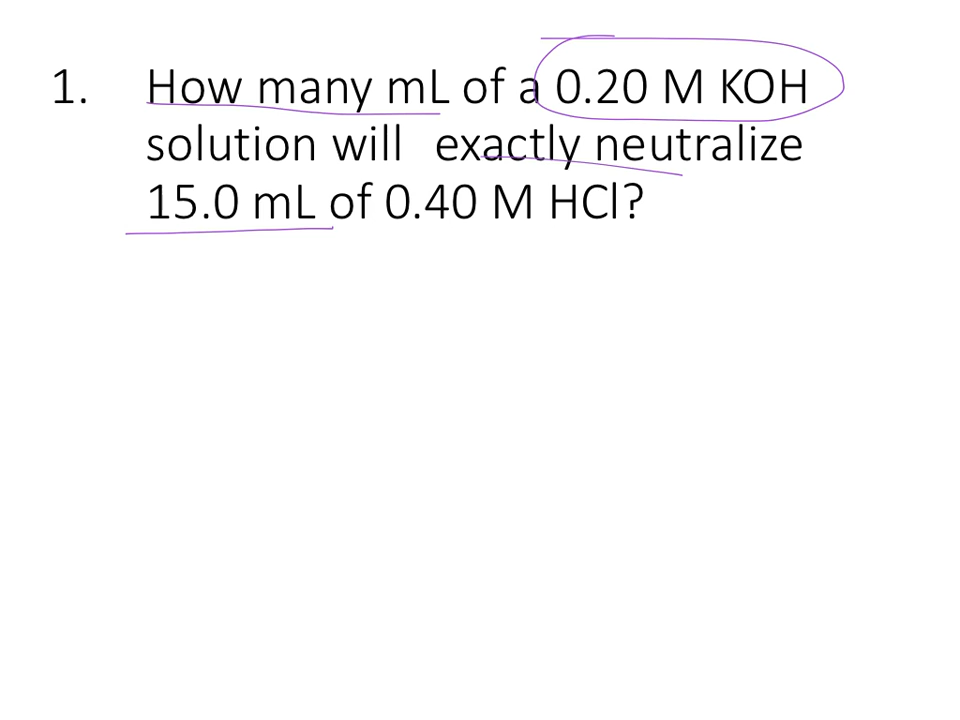 1. How many mL of a 0.20 M KOH
solution will exactly neutralize
15.0 mL of 0.40 M HCl?